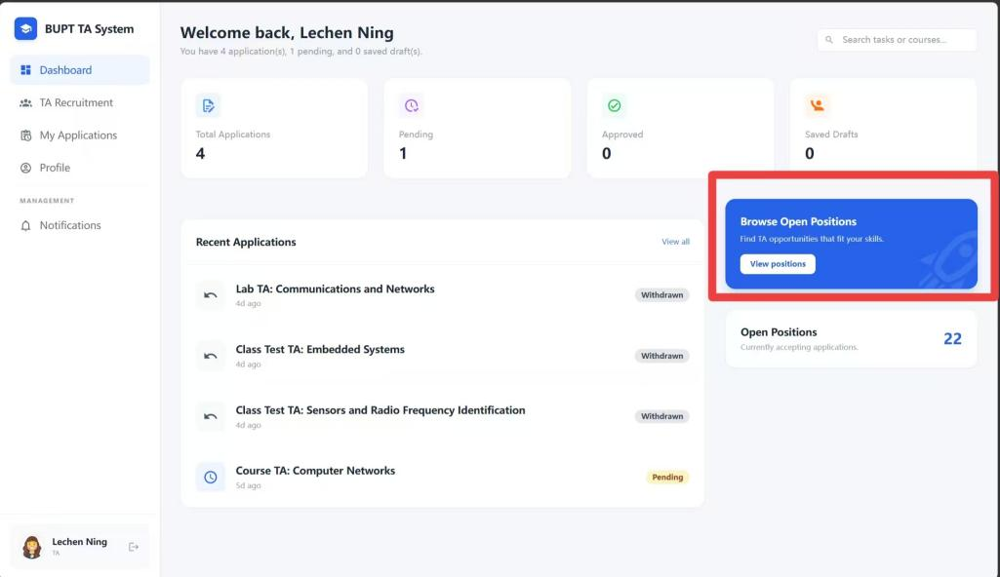 BUPT TA System
Dashboard
TA Recruitment
My Applications
Profile
MANAGEMENT
Notifications
Lechen Ning
TA
Welcome back, Lechen Ning
You have 4 application(s), 1 pending, and 0 saved draft(s).
Search tasks or courses...
Total Applications
4
Pending
1
Approved
0
Saved Drafts
0
Recent Applications
View all
Lab TA: Communications and Networks
4d ago
Withdrawn
Class Test TA: Embedded Systems
4d ago
Withdrawn
Class Test TA: Sensors and Radio Frequency Identification
4d ago
Withdrawn
Course TA: Computer Networks
5d ago
Pending
Browse Open Positions
Find TA opportunities that fit your skills.
View positions
Open Positions
Currently accepting applications.
22